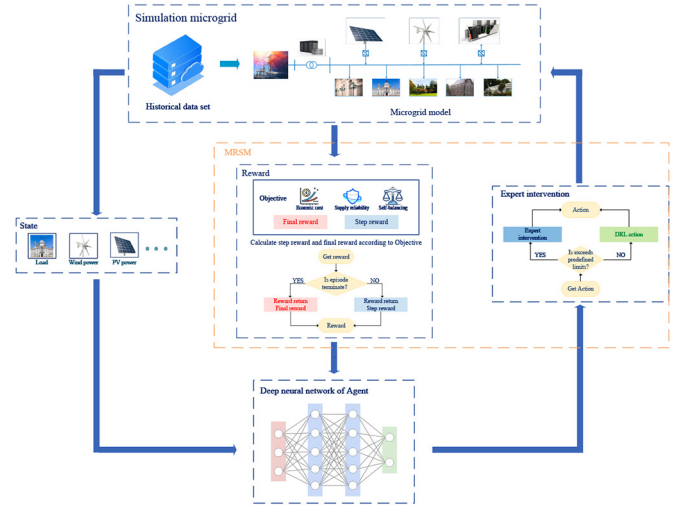 Simulation microgrid
Historical data set
Microgrid model
MRSM
Reward
Objective
Economic cost
Supply reliability
Self-balancing
Final reward
Step reward
Calculate step reward and final reward according to Objective
Get reward
YES
Is episode
terminate?
NO
Reward return
Final reward
Reward return
Step reward
Reward
Expert intervention
Action
Expert
intervention
DRL action
YES
Is exceeds
predefined
limits?
NO
Get Action
State
Load
Wind power
PV power
Deep neural network of Agent